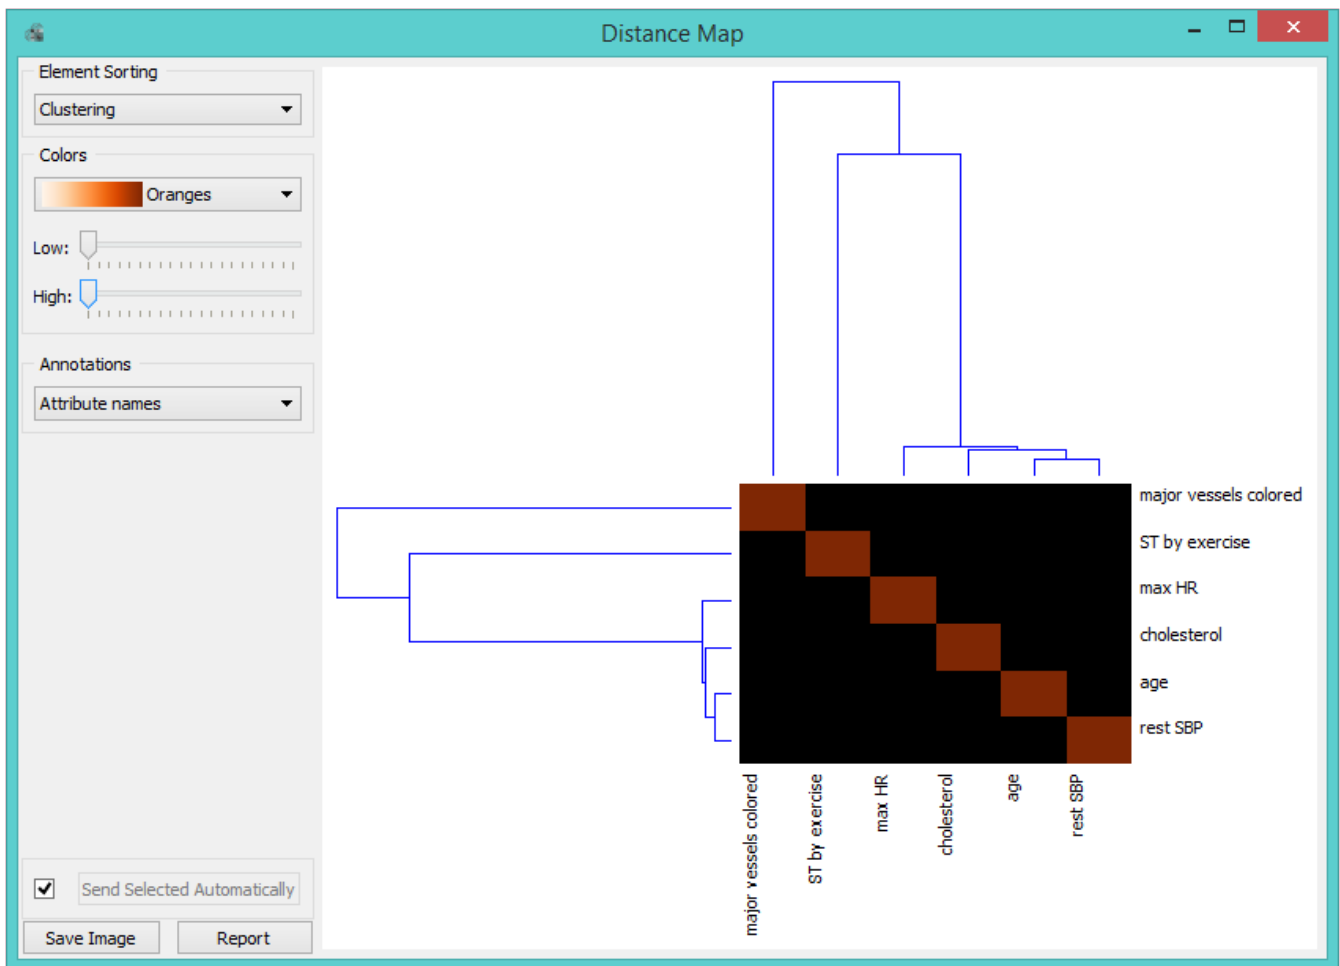 Distance Map
Element Sorting
Clustering
Colors
Oranges
Low:
High:
Annotations
Attribute names
major vessels colored
ST by exercise
max HR
cholesterol
age
rest SBP
major vessels colored
ST by exercise
max HR
cholesterol
age
rest SBP
Send Selected Automatically
Save Image
Report